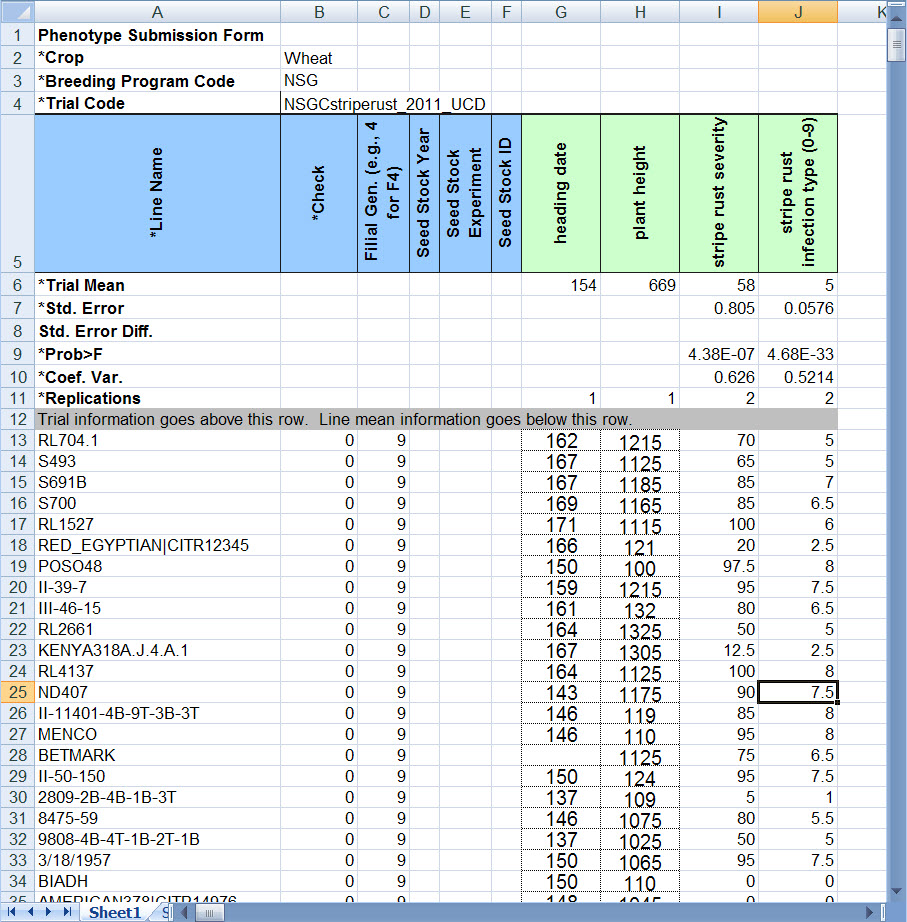 A B C D E F G H I J K
1 Phenotype Submission Form
2 *Crop Wheat
3 *Breeding Program Code NSG
4 *Trial Code NSGCstriperust_2011_UCD
5 *Line Name *Check Filial Gen. (e.g., 4 for F4) Seed Stock Year Seed Stock Experiment Seed Stock ID heading date plant height stripe rust severity stripe rust infection type (0-9)
6 *Trial Mean 154 669 58 5
7 *Std. Error 0.805 0.0576
8 Std. Error Diff.
9 *Prob>F 4.38E-07 4.68E-33
10 *Coef. Var. 0.626 0.5214
11 *Replications 1 1 2 2
12 Trial information goes above this row. Line mean information goes below this row.
13 RL704.1 0 9 162 1215 70 5
14 S493 0 9 167 1125 65 5
15 S691B 0 9 167 1185 85 7
16 S700 0 9 169 1165 85 6.5
17 RL1527 0 9 171 1115 100 6
18 RED_EGYPTIAN|CITR12345 0 9 166 121 20 2.5
19 POSO48 0 9 150 100 97.5 8
20 II-39-7 0 9 159 1215 95 7.5
21 III-46-15 0 9 161 132 80 6.5
22 RL2661 0 9 164 1325 50 5
23 KENYA318A.J.4.A.1 0 9 167 1305 12.5 2.5
24 RL4137 0 9 164 1125 100 8
25 ND407 0 9 143 1175 90 7.5
26 II-11401-4B-9T-3B-3T 0 9 146 119 85 8
27 MENCO 0 9 146 110 95 8
28 BETMARK 0 9 1125 75 6.5
29 II-50-150 0 9 150 124 95 7.5
30 2809-2B-4B-1B-3T 0 9 137 109 5 1
31 8475-59 0 9 146 1075 80 5.5
32 9808-4B-4T-1B-2T-1B 0 9 137 1025 50 5
33 3/18/1957 0 9 150 1065 95 7.5
34 BIADH 0 9 150 110 0 0
35 0 9 148 1045 0 0
Sheet1